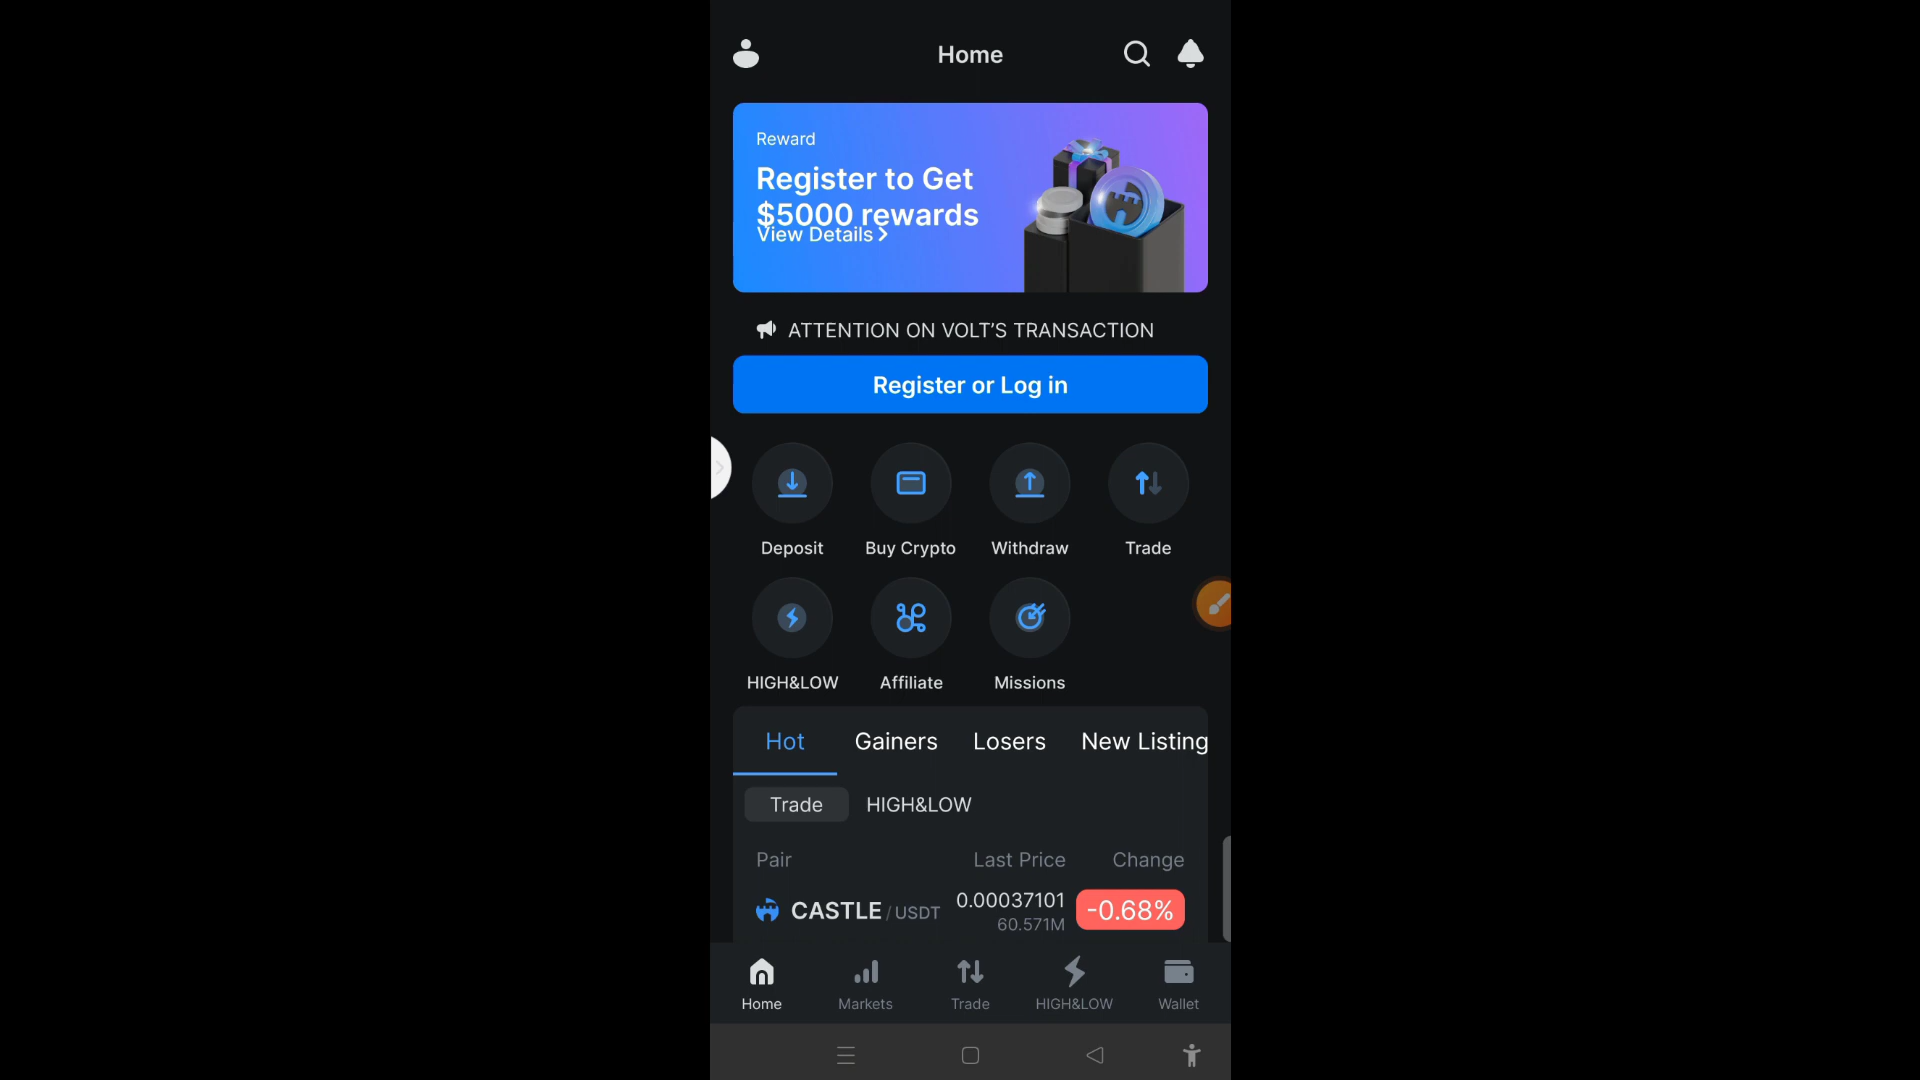 Home
Reward
Register to Get
$5000 rewards
View Details
ATTENTION ON VOLT’S TRANSACTION
Register or Log in
Deposit Buy Crypto Withdraw Trade
HIGH&LOW Affiliate Missions
Hot Gainers Losers New Listing
Trade HIGH&LOW
Pair Last Price Change
CASTLE / USDT 0.00037101 -0.68%
60.571M
Home Markets Trade HIGH&LOW Wallet